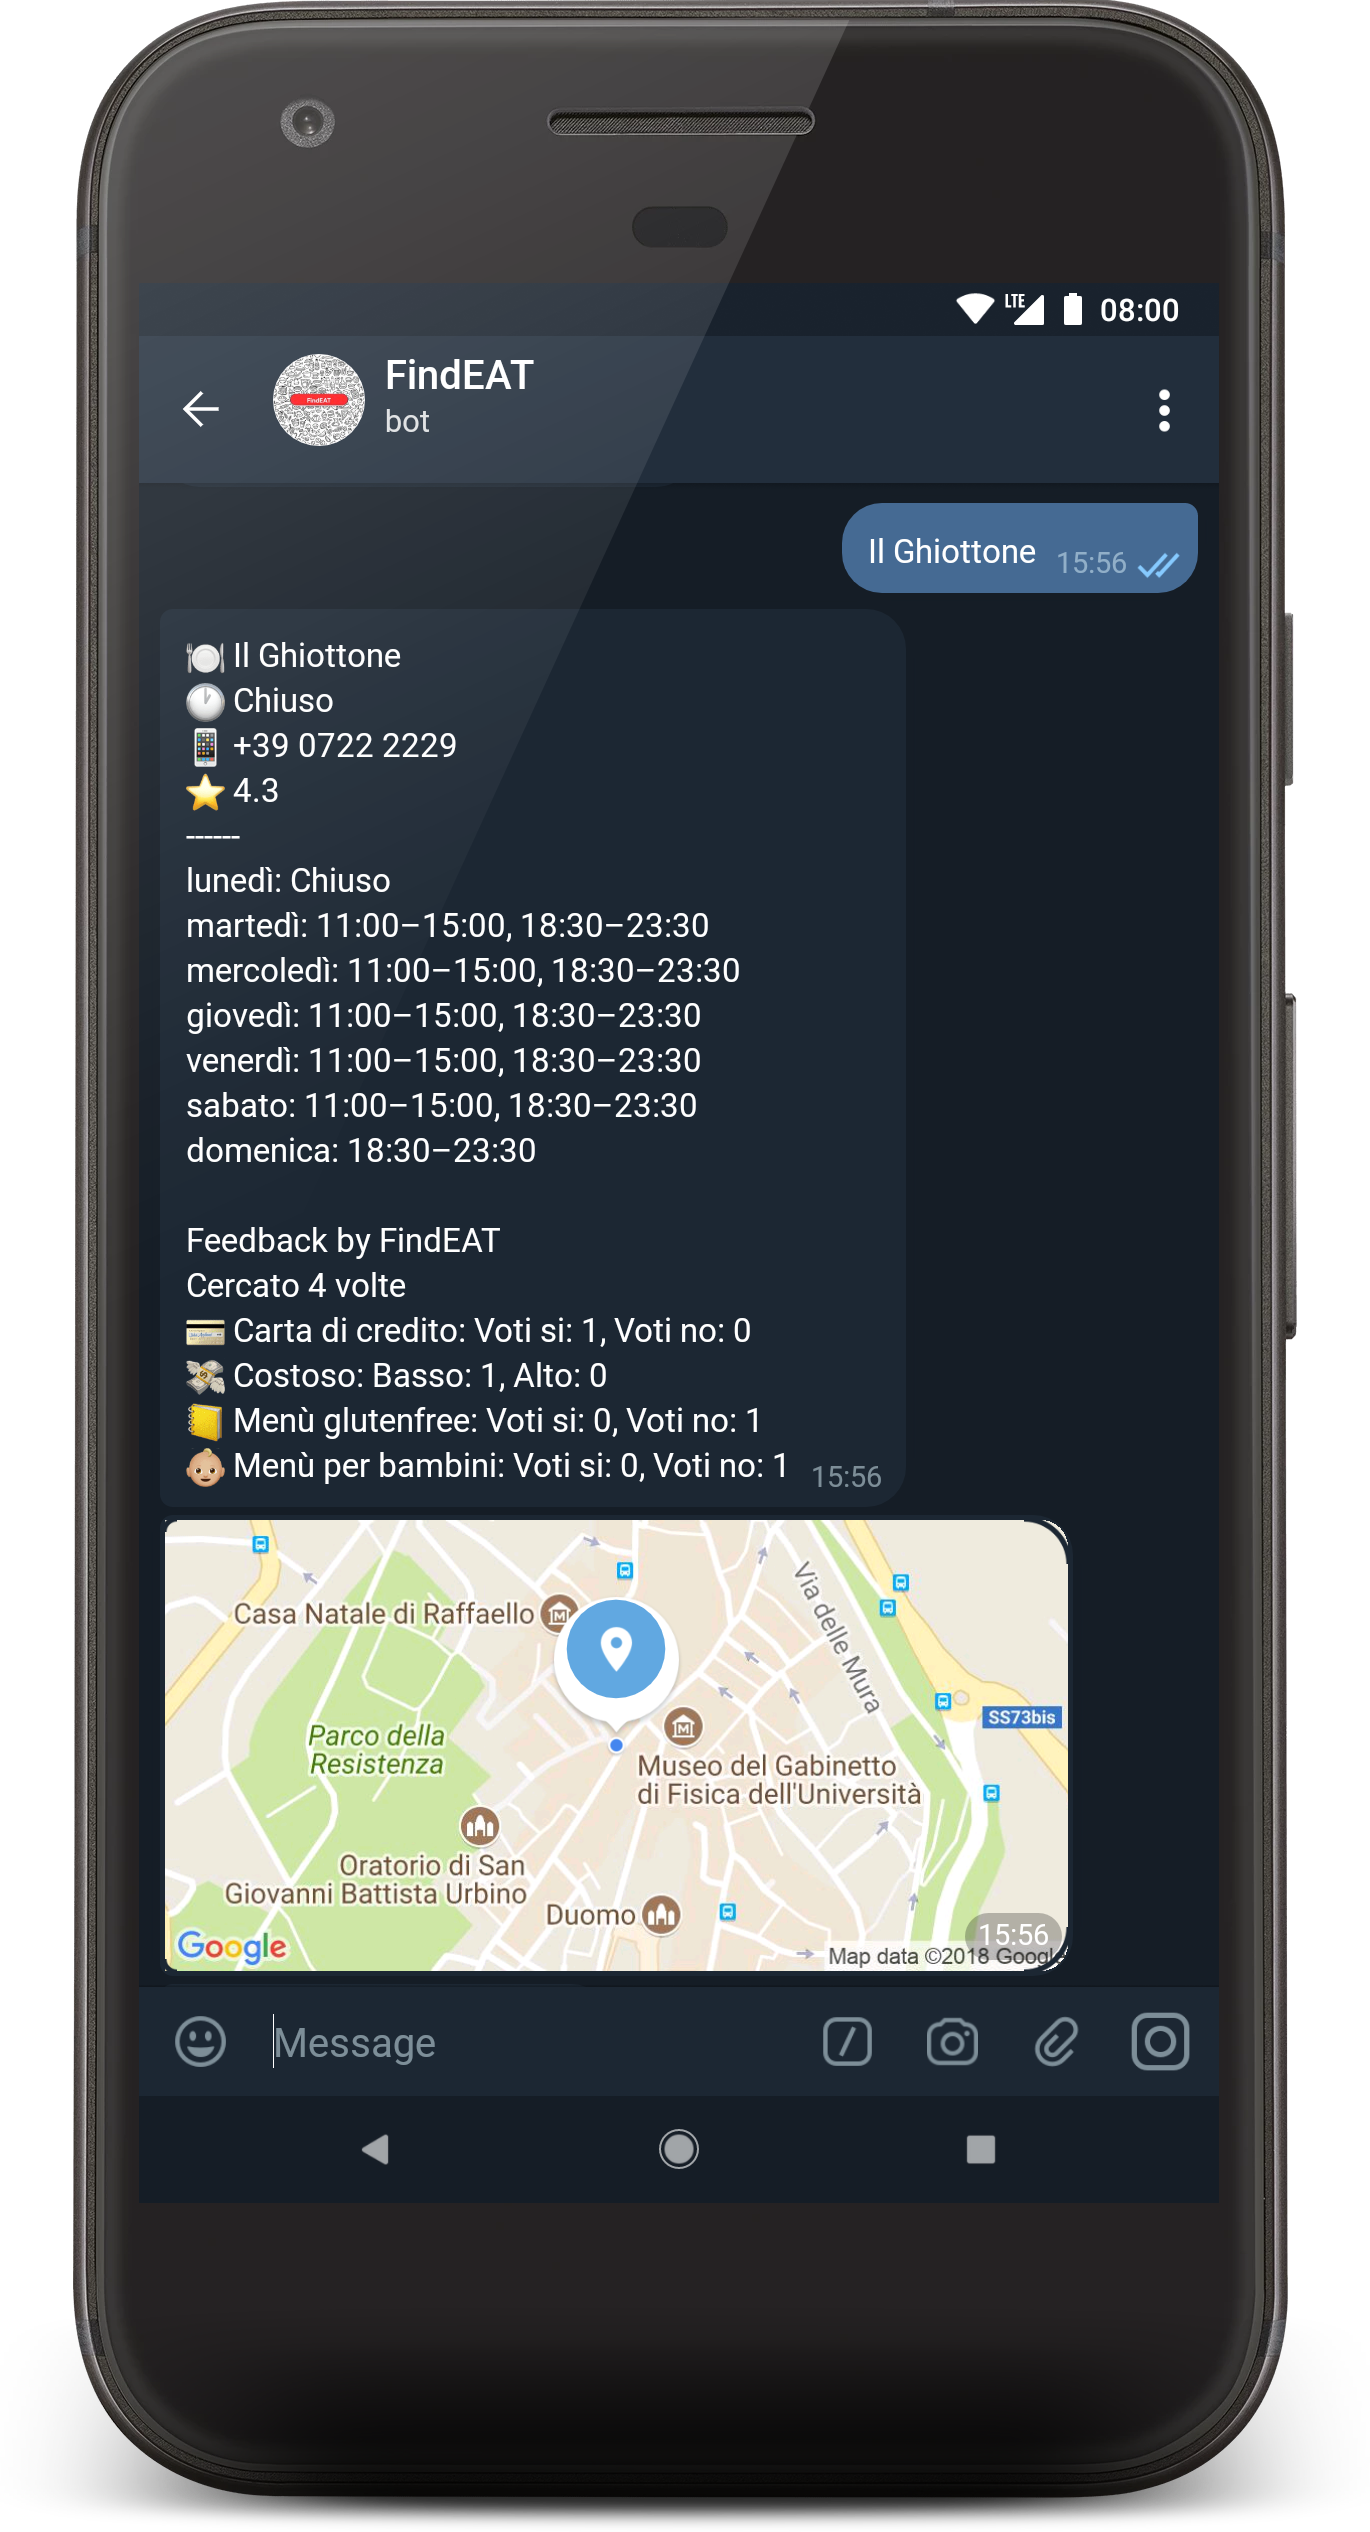 LTE 08:00
FindEAT
FindEAT
bot
Il Ghiottone 15:56
Il Ghiottone
Chiuso
+39 0722 2229
4.3
------
lunedì: Chiuso
martedì: 11:00–15:00, 18:30–23:30
mercoledì: 11:00–15:00, 18:30–23:30
giovedì: 11:00–15:00, 18:30–23:30
venerdì: 11:00–15:00, 18:30–23:30
sabato: 11:00–15:00, 18:30–23:30
domenica: 18:30–23:30
Feedback by FindEAT
Cercato 4 volte
Carta di credito: Voti si: 1, Voti no: 0
Costoso: Basso: 1, Alto: 0
Menù glutenfree: Voti si: 0, Voti no: 1
Menù per bambini: Voti si: 0, Voti no: 1 15:56
Casa Natale di Raffaello
Via delle Mura
SS73bis
Parco della
Resistenza
Museo del Gabinetto
di Fisica dell'Università
Oratorio di San
Giovanni Battista Urbino
Duomo
15:56
Google
Map data ©2018 Googl
Message